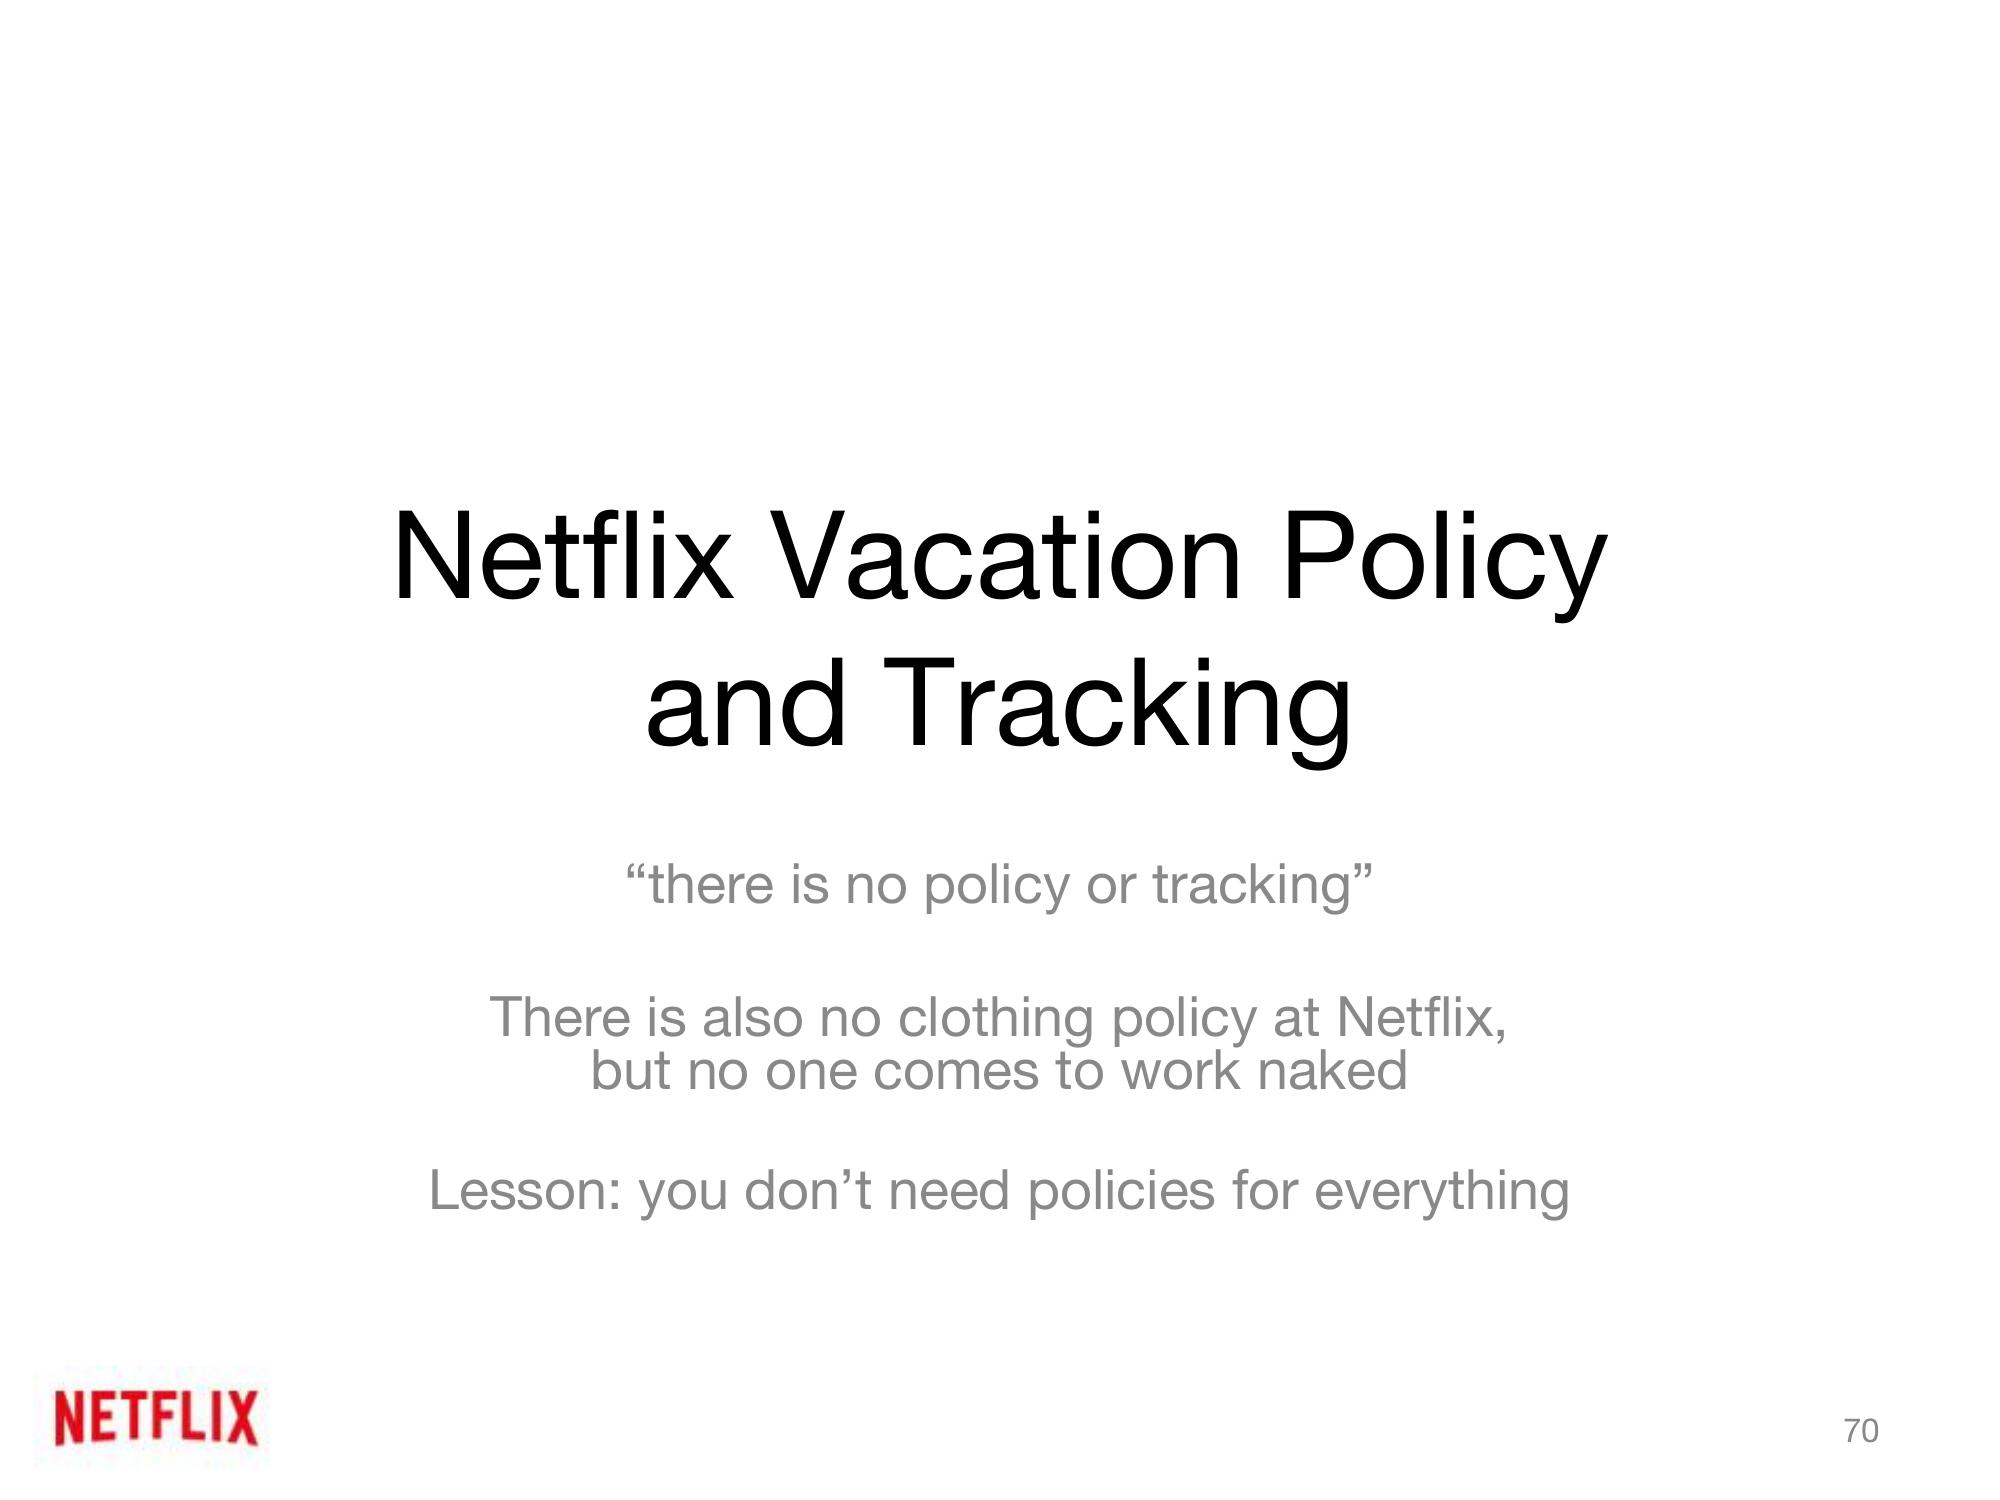 Netflix Vacation Policy
and Tracking
“there is no policy or tracking”
There is also no clothing policy at Netflix,
but no one comes to work naked
Lesson: you don’t need policies for everything
NETFLIX
70